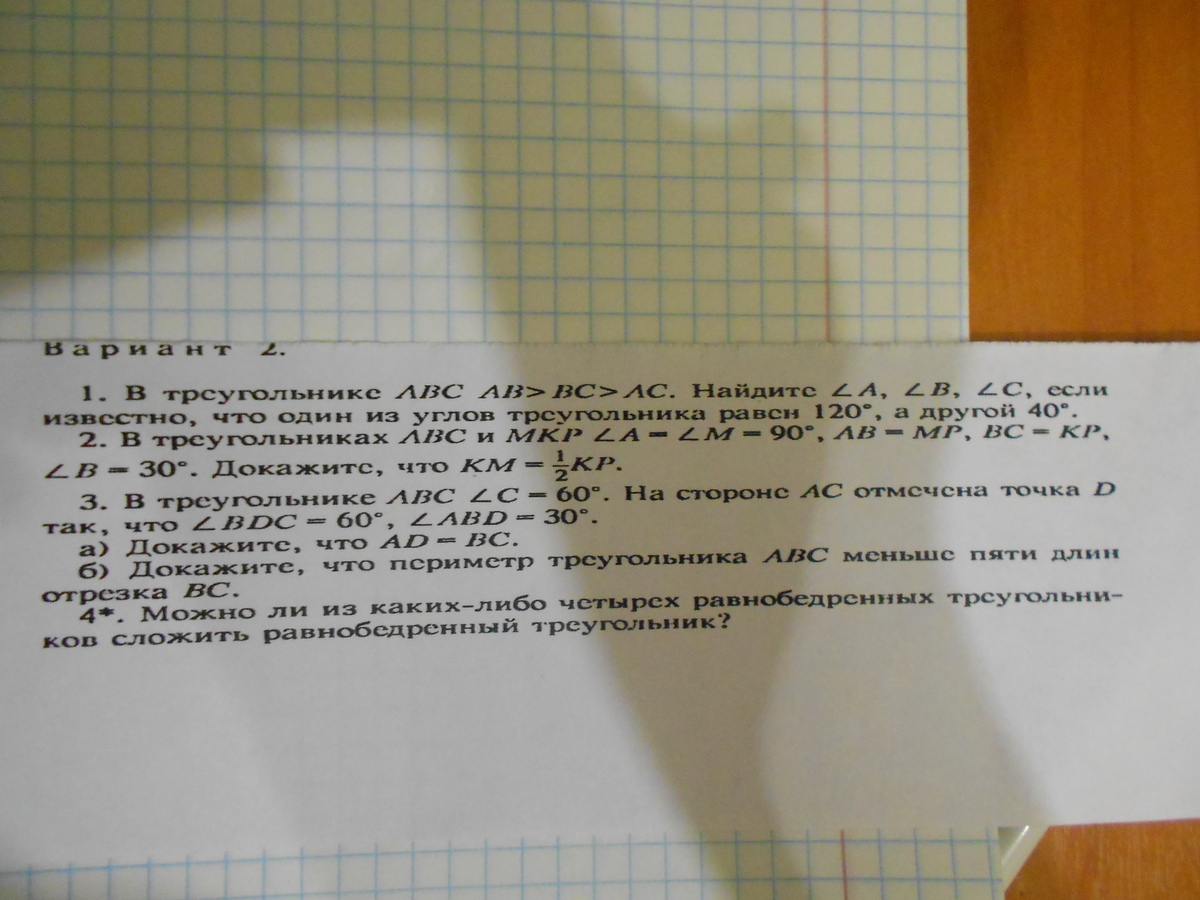 Вариант 2.
1. В треугольнике ABC AB>BC>AC. Найдите ∠A, ∠B, ∠C, если
известно, что один из углов треугольника равен 120°, а другой 40°.
2. В треугольниках ABC и MKP ∠A = ∠M = 90°, AB = MP, BC = KP,
∠B = 30°. Докажите, что KM = 1/2 KP.
3. В треугольнике ABC ∠C = 60°. На стороне AC отмечена точка D
так, что ∠BDC = 60°, ∠ABD = 30°.
а) Докажите, что AD = BC.
б) Докажите, что периметр треугольника ABC меньше пяти длин
отрезка BC.
4*. Можно ли из каких-либо четырех равнобедренных треугольни-
ков сложить равнобедренный треугольник?